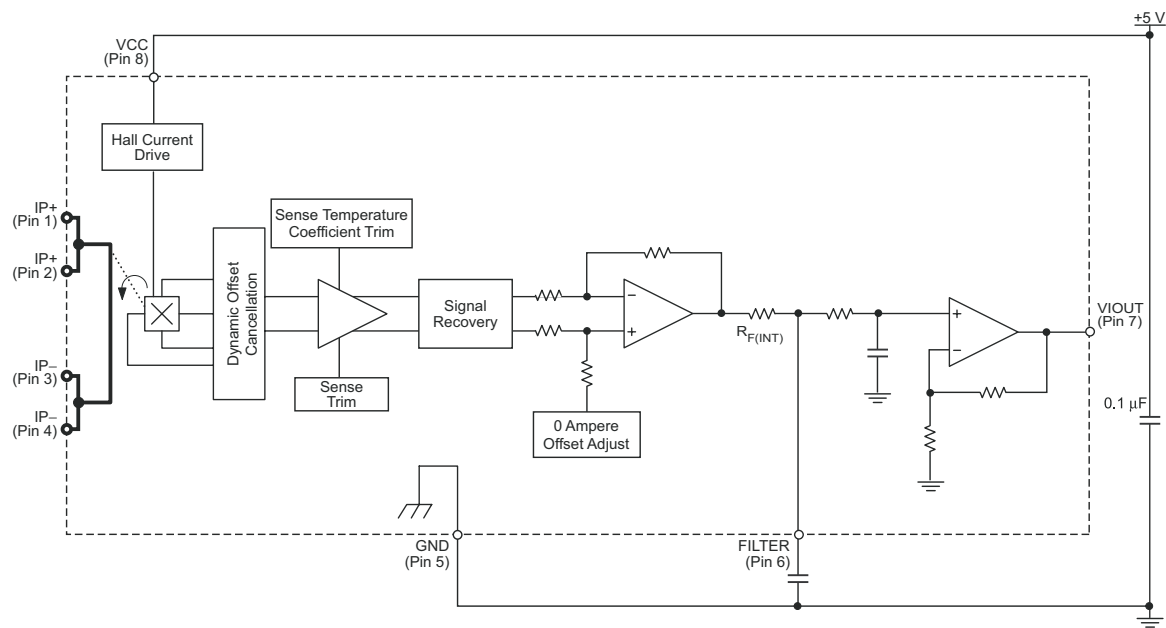 +5 V
VCC
(Pin 8)
Hall Current
Drive
IP+
(Pin 1)
IP+
(Pin 2)
IP–
(Pin 3)
IP–
(Pin 4)
Dynamic Offset
Cancellation
Sense Temperature
Coefficient Trim
Sense
Trim
Signal
Recovery
0 Ampere
Offset Adjust
−
+
RF(INT)
+
−
VIOUT
(Pin 7)
0.1 μF
GND
(Pin 5)
FILTER
(Pin 6)